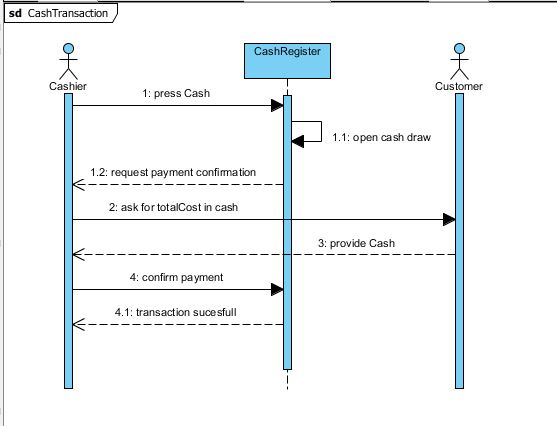 sd CashTransaction
CashRegister
Cashier
Customer
1: press Cash
1.1: open cash draw
1.2: request payment confirmation
2: ask for totalCost in cash
3: provide Cash
4: confirm payment
4.1: transaction sucesfull